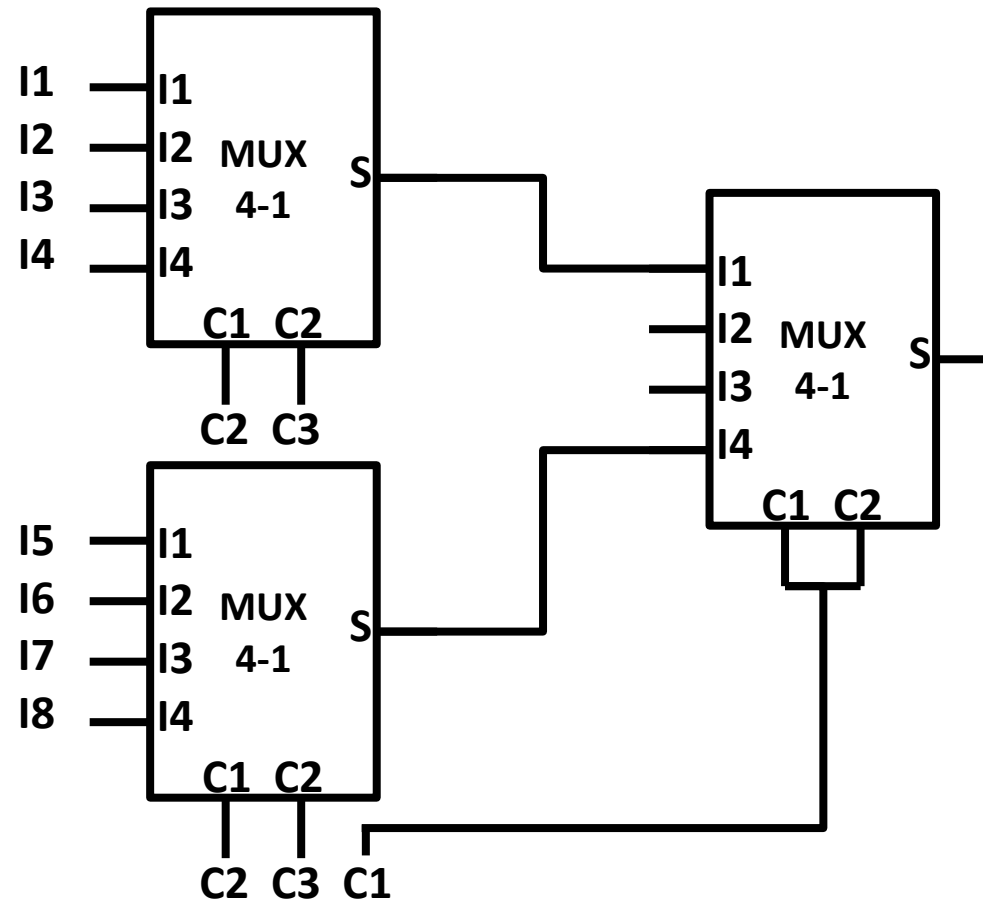 I1 I1
I2 I2 MUX
S
I3 I3 4-1
I4 I4
C1 C2
C2 C3
I1
I2 MUX
S
I3 4-1
I4
C1 C2
I5 I1
I6 I2 MUX
S
I7 I3 4-1
I8 I4
C1 C2
C2 C3 C1